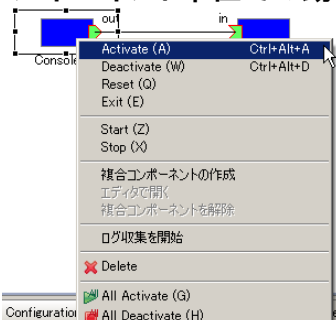 out in
Console
Activate (A) Ctrl+Alt+A
Deactivate (W) Ctrl+Alt+D
Reset (Q)
Exit (E)
Start (Z)
Stop (X)
複合コンポーネントの作成
エディタで開く
複合コンポーネントを解除
ログ収集を開始
Delete
All Activate (G)
Configuration All Deactivate (H)